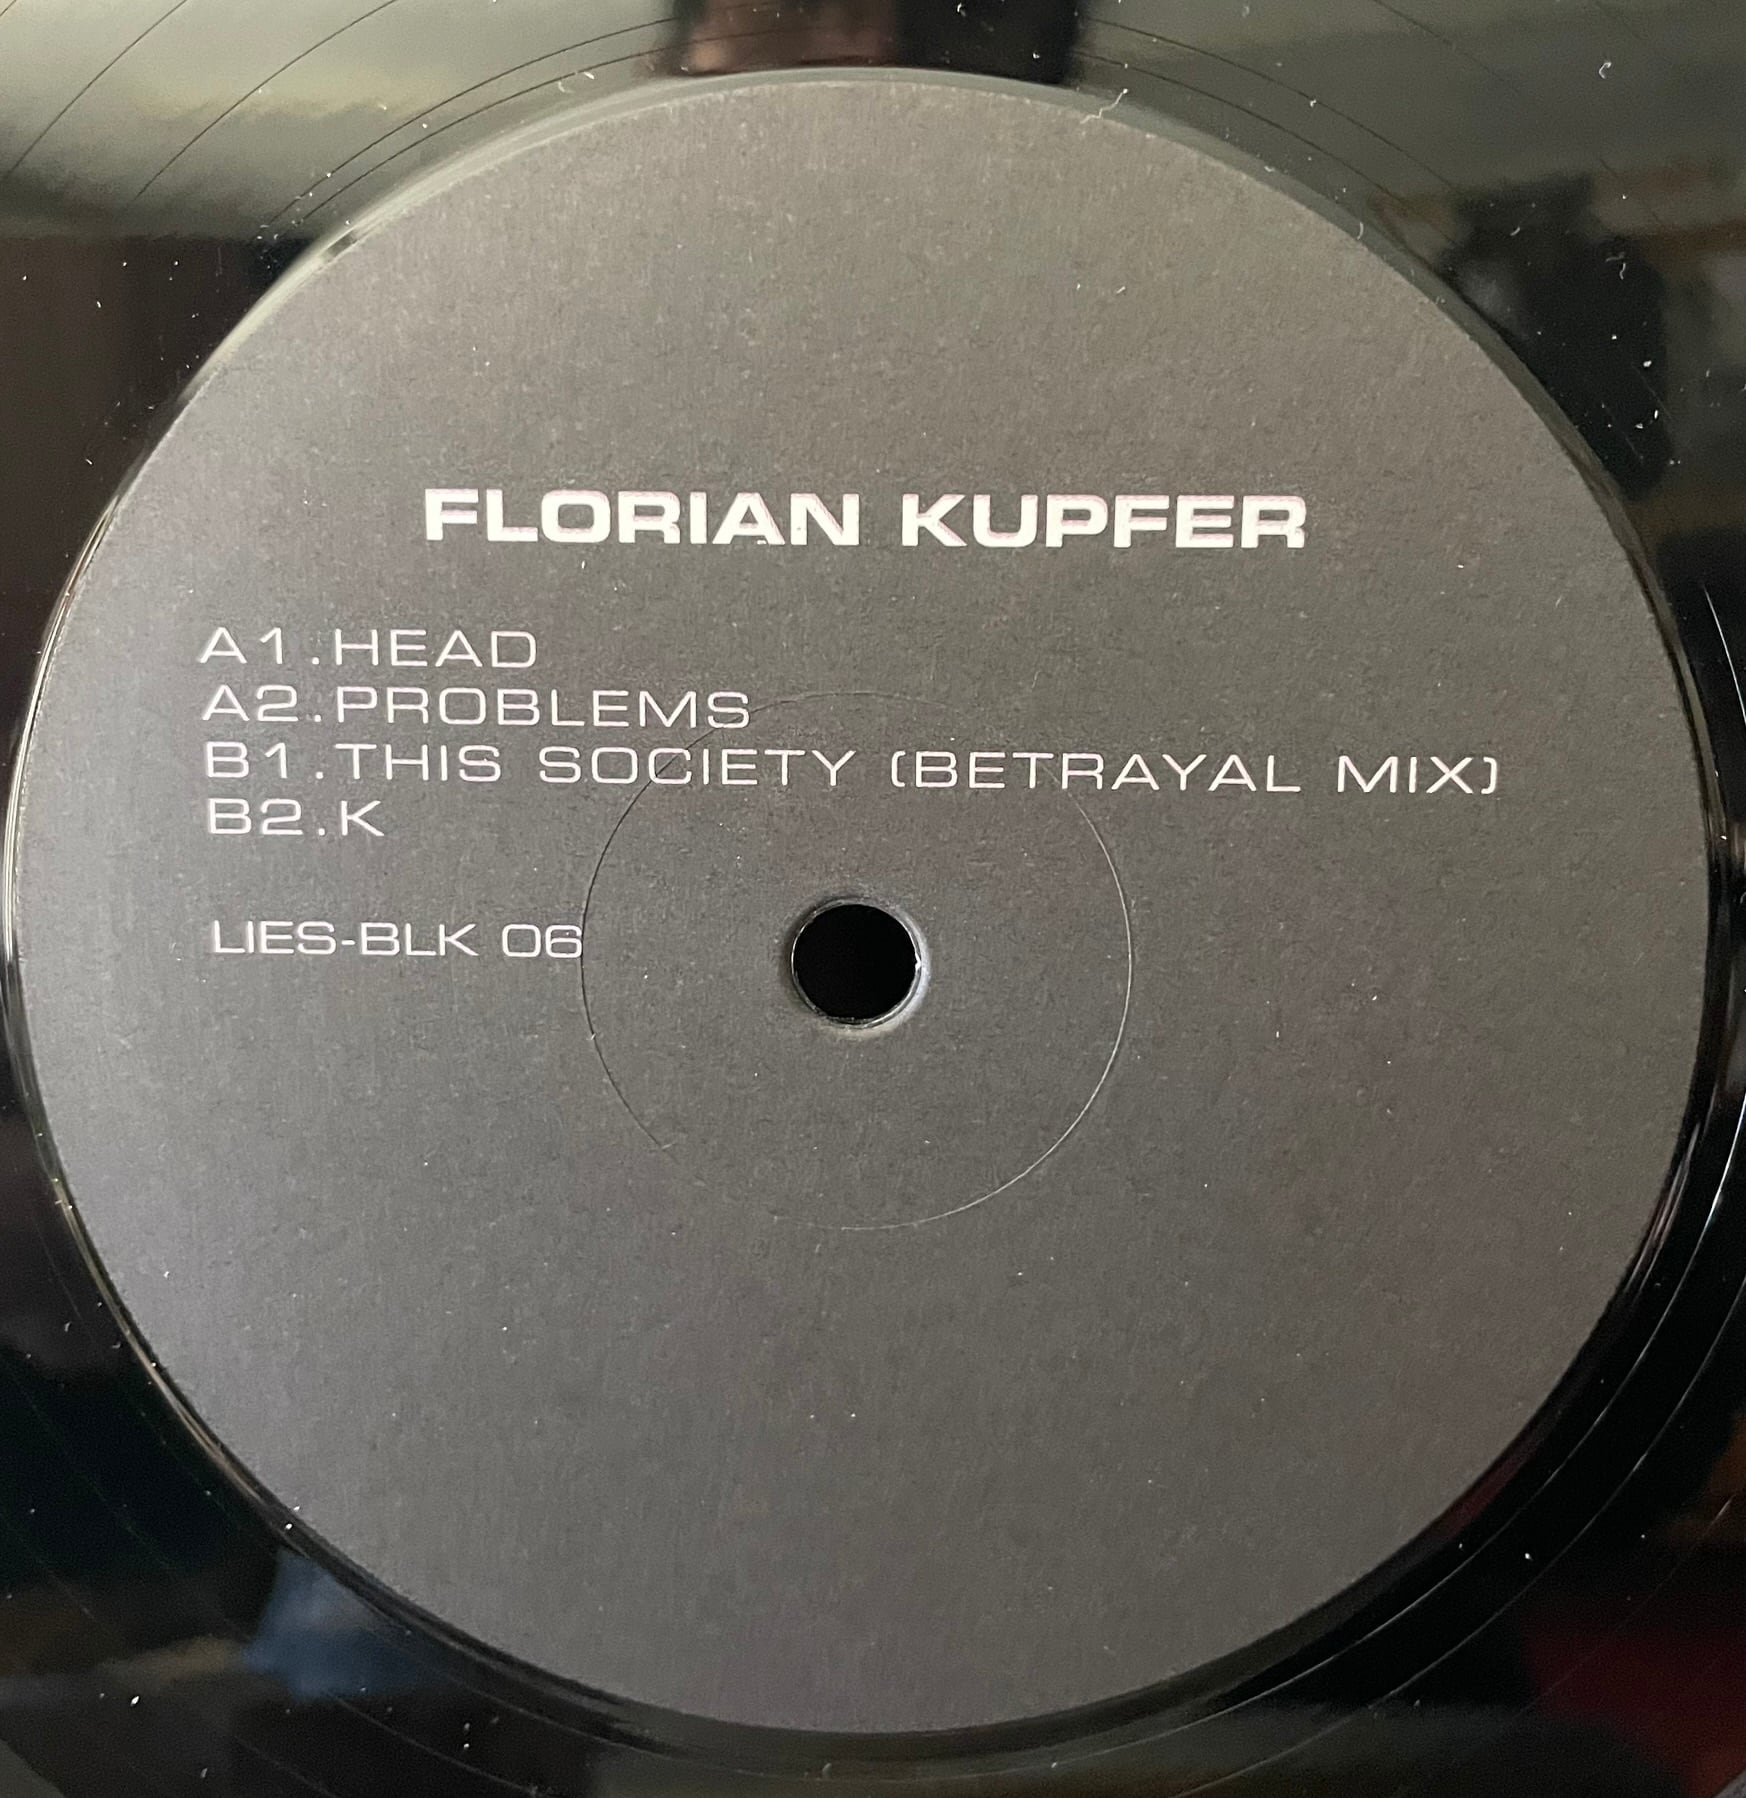 FLORIAN KUPFER
A1.HEAD
A2.PROBLEMS
B1.THIS SOCIETY (BETRAYAL MIX)
B2.K
LIES-BLK 06